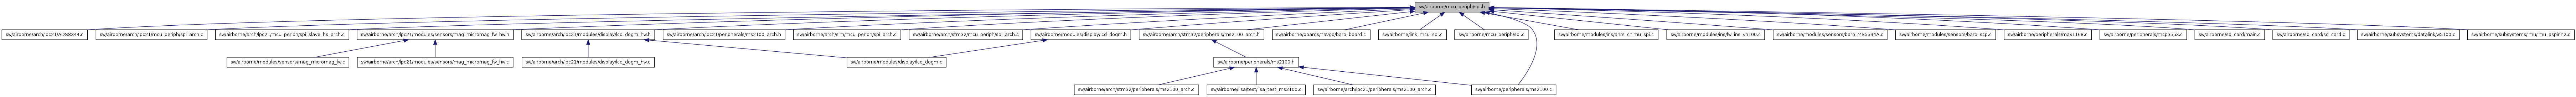 sw/airborne/mcu_periph/spi.h
sw/airborne/arch/lpc21/ADS8344.c
sw/airborne/arch/lpc21/mcu_periph/spi_arch.c
sw/airborne/arch/lpc21/mcu_periph/spi_slave_hs_arch.c
sw/airborne/arch/lpc21/modules/sensors/mag_micromag_fw_hw.h
sw/airborne/arch/lpc21/modules/display/lcd_dogm_hw.h
sw/airborne/arch/lpc21/peripherals/ms2100_arch.h
sw/airborne/arch/sim/mcu_periph/spi_arch.c
sw/airborne/arch/stm32/mcu_periph/spi_arch.c
sw/airborne/modules/display/lcd_dogm.h
sw/airborne/arch/stm32/peripherals/ms2100_arch.h
sw/airborne/boards/navgo/baro_board.c
sw/airborne/link_mcu_spi.c
sw/airborne/mcu_periph/spi.c
sw/airborne/modules/ins/ahrs_chimu_spi.c
sw/airborne/modules/ins/fw_ins_vn100.c
sw/airborne/modules/sensors/baro_MS5534A.c
sw/airborne/modules/sensors/baro_scp.c
sw/airborne/peripherals/max1168.c
sw/airborne/peripherals/mcp355x.c
sw/airborne/sd_card/main.c
sw/airborne/sd_card/sd_card.c
sw/airborne/subsystems/datalink/w5100.c
sw/airborne/subsystems/imu/imu_aspirin2.c
sw/airborne/modules/sensors/mag_micromag_fw.c
sw/airborne/arch/lpc21/modules/sensors/mag_micromag_fw_hw.c
sw/airborne/arch/lpc21/modules/display/lcd_dogm_hw.c
sw/airborne/modules/display/lcd_dogm.c
sw/airborne/peripherals/ms2100.h
sw/airborne/arch/stm32/peripherals/ms2100_arch.c
sw/airborne/lisa/test/lisa_test_ms2100.c
sw/airborne/arch/lpc21/peripherals/ms2100_arch.c
sw/airborne/peripherals/ms2100.c